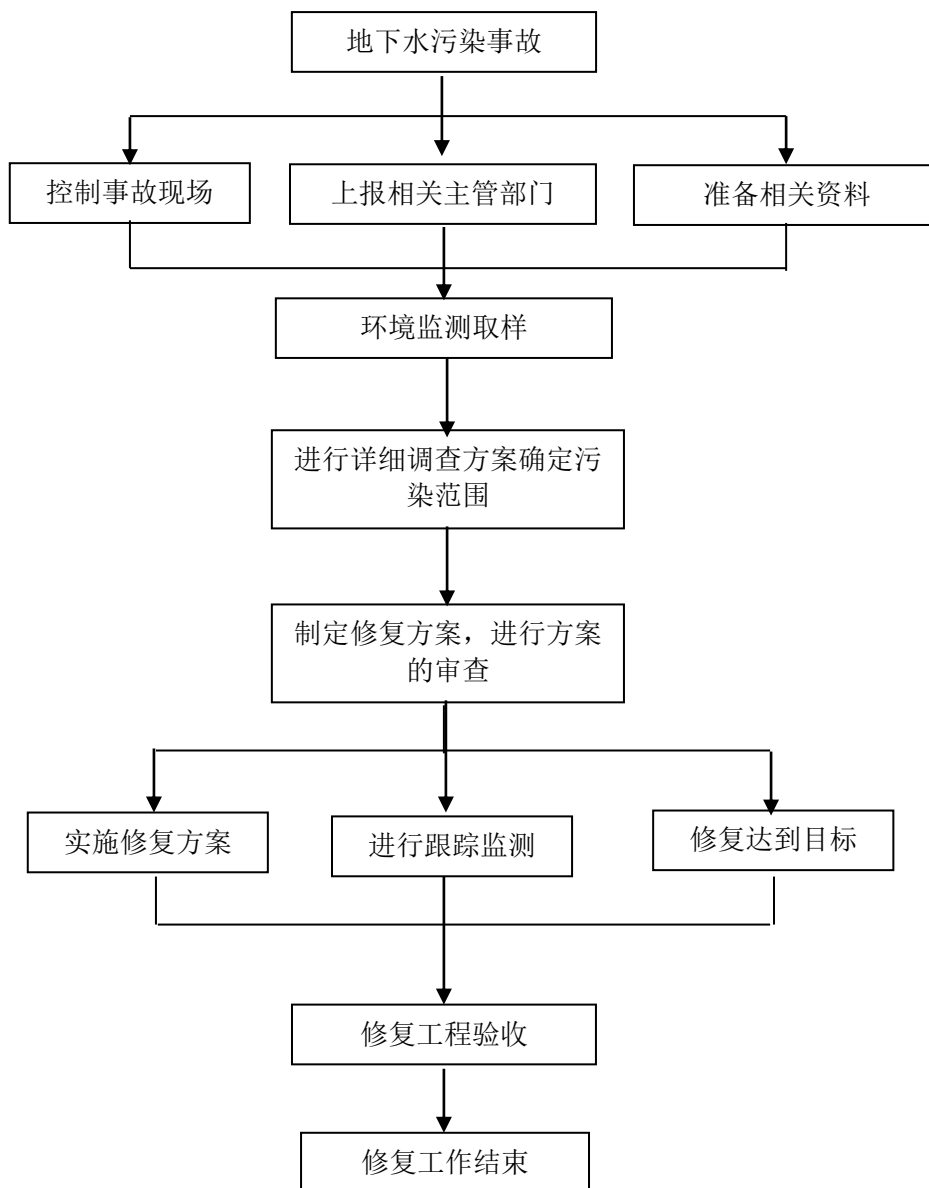 地下水污染事故
控制事故现场
上报相关主管部门
准备相关资料
环境监测取样
进行详细调查方案确定污
染范围
制定修复方案，进行方案
的审查
实施修复方案
进行跟踪监测
修复达到目标
修复工程验收
修复工作结束